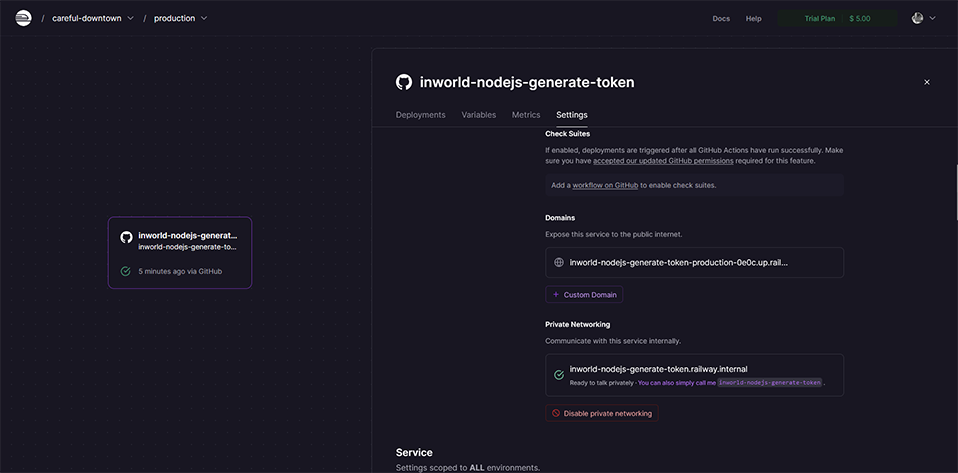 / careful-downtown / production Docs Help Trial Plan $ 5.00
inworld-nodejs-generate-token
Deployments Variables Metrics Settings
Check Suites
If enabled, deployments are triggered after all GitHub Actions have run successfully. Make
sure you have accepted our updated GitHub permissions required for this feature.
Add a workflow on GitHub to enable check suites.
Domains
Expose this service to the public internet.
inworld-nodejs-generate-token-production-0e0c.up.rail...
+ Custom Domain
Private Networking
Communicate with this service internally.
inworld-nodejs-generate-token.railway.internal
Ready to talk privately · You can also simply call me inworld-nodejs-generate-token .
Disable private networking
Service
Settings scoped to ALL environments.
inworld-nodejs-generat...
inworld-nodejs-generate-to...
5 minutes ago via GitHub